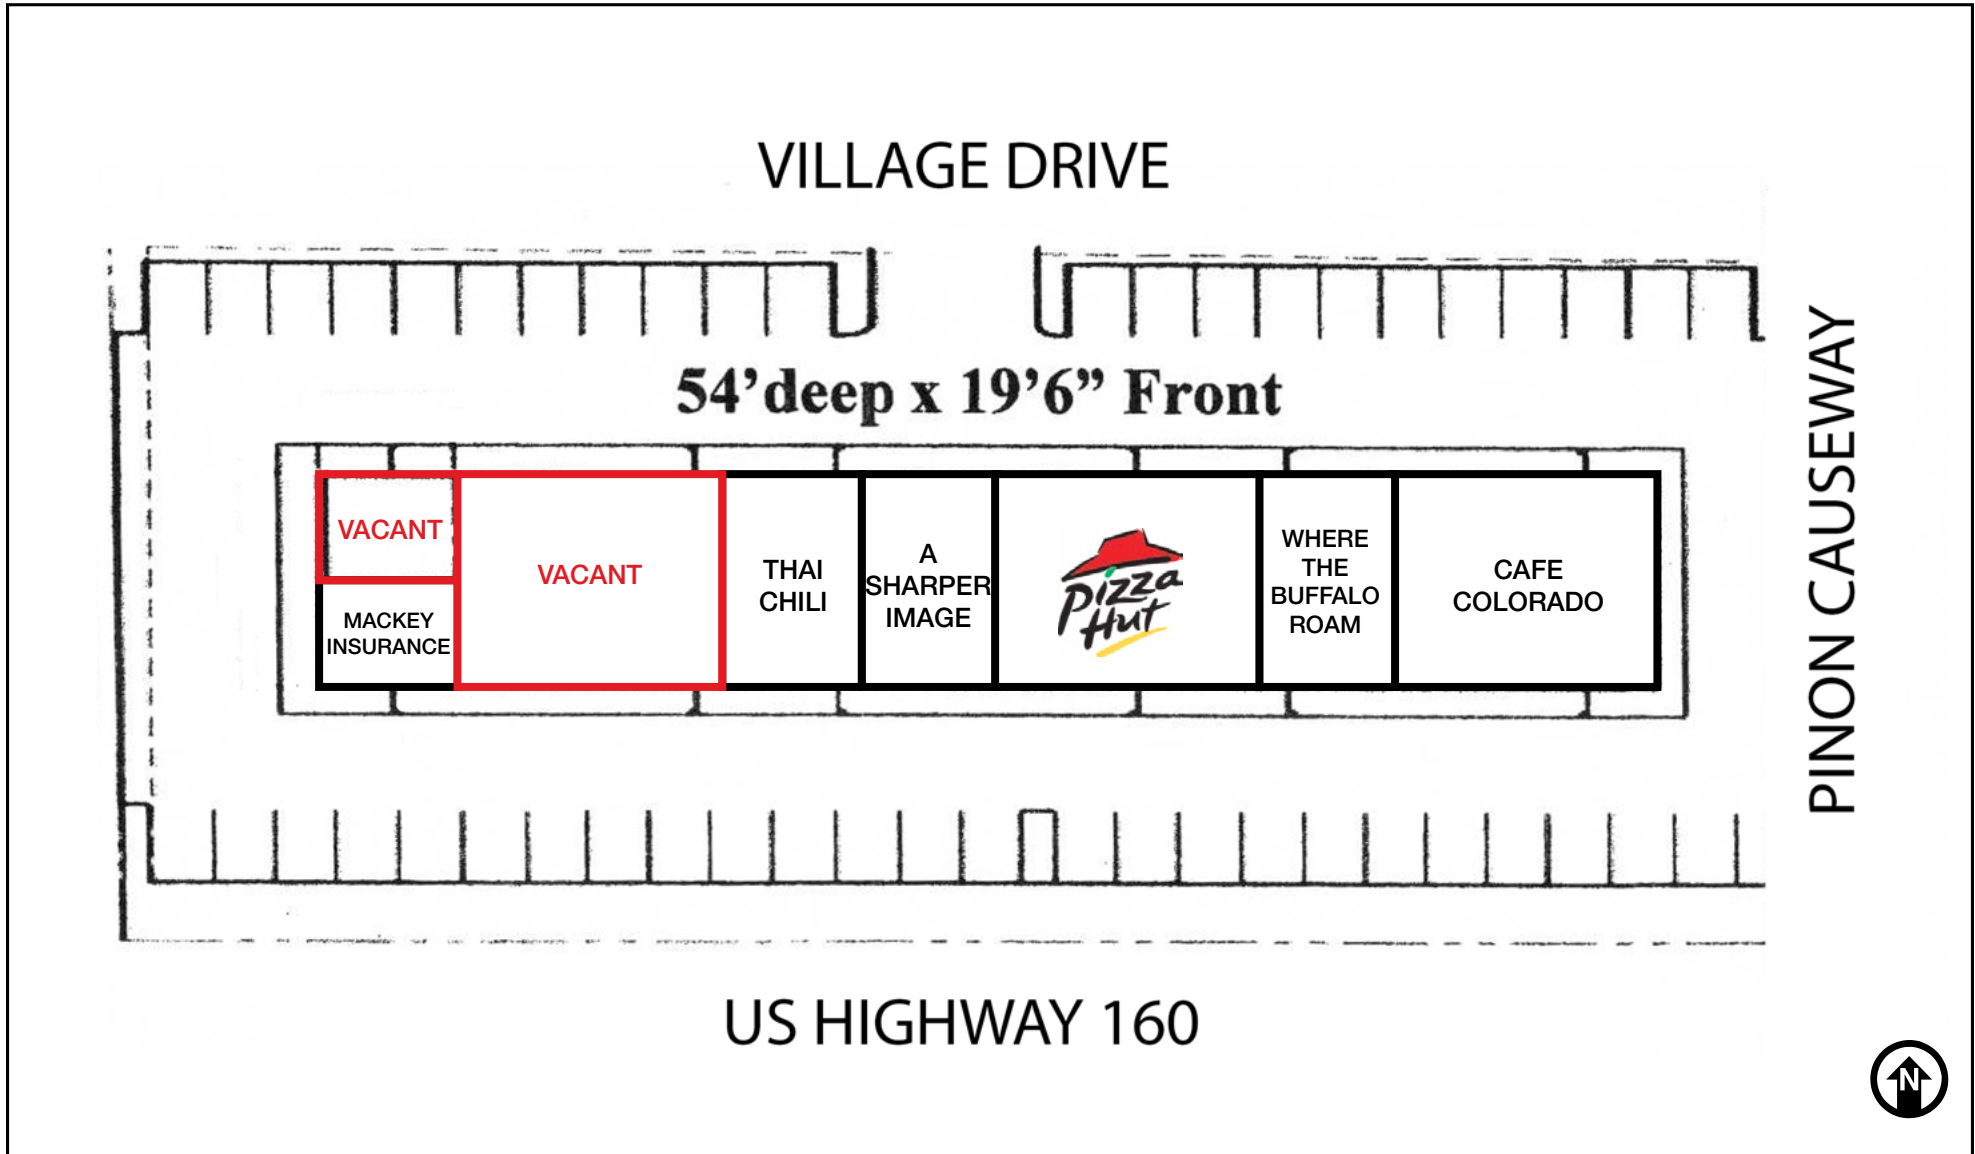 VILLAGE DRIVE
54’deep x 19’6” Front
VACANT
MACKEY
INSURANCE
VACANT
THAI
CHILI
A
SHARPER
IMAGE
Pizza
Hut
WHERE
THE
BUFFALO
ROAM
CAFE
COLORADO
PINON CAUSEWAY
US HIGHWAY 160
N